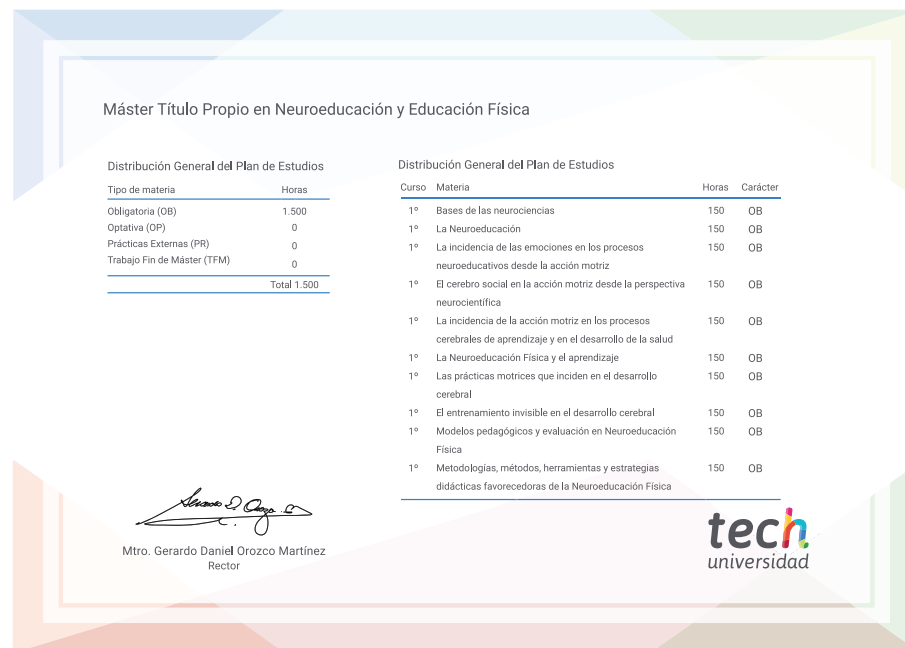 Máster Título Propio en Neuroeducación y Educación Física
Distribución General del Plan de Estudios
Tipo de materia Horas
Obligatoria (OB) 1.500
Optativa (OP) 0
Prácticas Externas (PR) 0
Trabajo Fin de Máster (TFM) 0
Total 1.500
Distribución General del Plan de Estudios
Curso Materia Horas Carácter
1º Bases de las neurociencias 150 OB
1º La Neuroeducación 150 OB
1º La incidencia de las emociones en los procesos 150 OB
neuroeducativos desde la acción motriz
1º El cerebro social en la acción motriz desde la perspectiva 150 OB
neurocientífica
1º La incidencia de la acción motriz en los procesos 150 OB
cerebrales de aprendizaje y en el desarrollo de la salud
1º La Neuroeducación Física y el aprendizaje 150 OB
1º Las prácticas motrices que inciden en el desarrollo 150 OB
cerebral
1º El entrenamiento invisible en el desarrollo cerebral 150 OB
1º Modelos pedagógicos y evaluación en Neuroeducación 150 OB
Física
1º Metodologías, métodos, herramientas y estrategias 150 OB
didácticas favorecedoras de la Neuroeducación Física
Mtro. Gerardo Daniel Orozco Martínez
Rector
tech
universidad